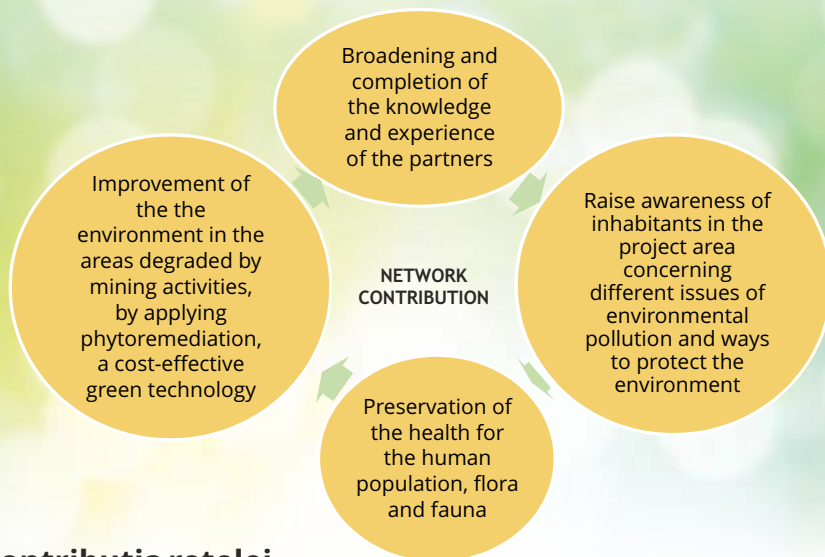 Broadening and
completion of
the knowledge
and experience
of the partners
Improvement of
the the
environment in the
areas degraded by
mining activities,
by applying
phytoremediation,
a cost-effective
green technology
NETWORK
CONTRIBUTION
Raise awareness of
inhabitants in the
project area
concerning
different issues of
environmental
pollution and ways
to protect the
environment
Preservation of
the health for
the human
population, flora
and fauna